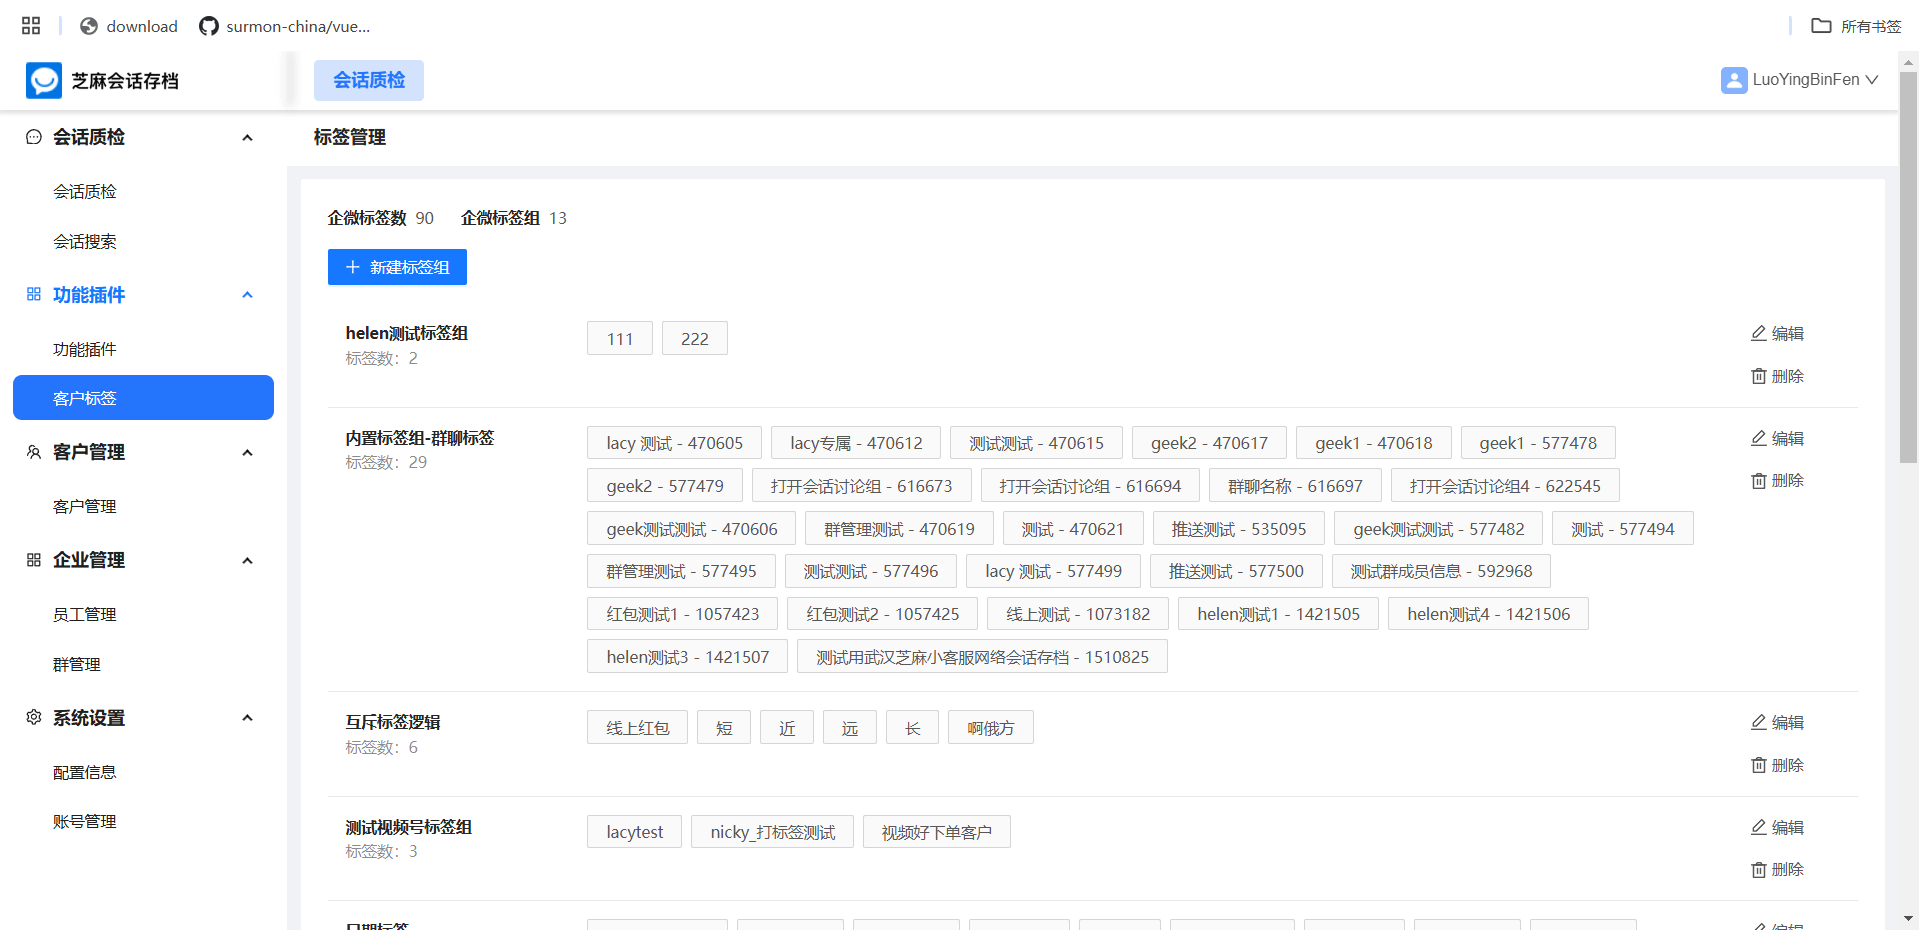 download
surmon-china/vue...
所有书签
芝麻会话存档
会话质检
LuoYingBinFen
会话质检
会话质检
会话搜索
功能插件
功能插件
客户标签
客户管理
客户管理
企业管理
员工管理
群管理
系统设置
配置信息
账号管理
标签管理
企微标签数 90 企微标签组 13
新建标签组
helen测试标签组
标签数：2
111 222
编辑
删除
内置标签组-群聊标签
标签数：29
lacy 测试 - 470605 lacy专属 - 470612 测试测试 - 470615 geek2 - 470617 geek1 - 470618 geek1 - 577478
geek2 - 577479 打开会话讨论组 - 616673 打开会话讨论组 - 616694 群聊名称 - 616697 打开会话讨论组4 - 622545
geek测试测试 - 470606 群管理测试 - 470619 测试 - 470621 推送测试 - 535095 geek测试测试 - 577482 测试 - 577494
群管理测试 - 577495 测试测试 - 577496 lacy 测试 - 577499 推送测试 - 577500 测试群成员信息 - 592968
红包测试1 - 1057423 红包测试2 - 1057425 线上测试 - 1073182 helen测试1 - 1421505 helen测试4 - 1421506
helen测试3 - 1421507 测试用武汉芝麻小客服网络会话存档 - 1510825
编辑
删除
互斥标签逻辑
标签数：6
线上红包 短 近 远 长 啊俄方
编辑
删除
测试视频号标签组
标签数：3
lacytest nicky_打标签测试 视频好下单客户
编辑
删除
日期标签
编辑